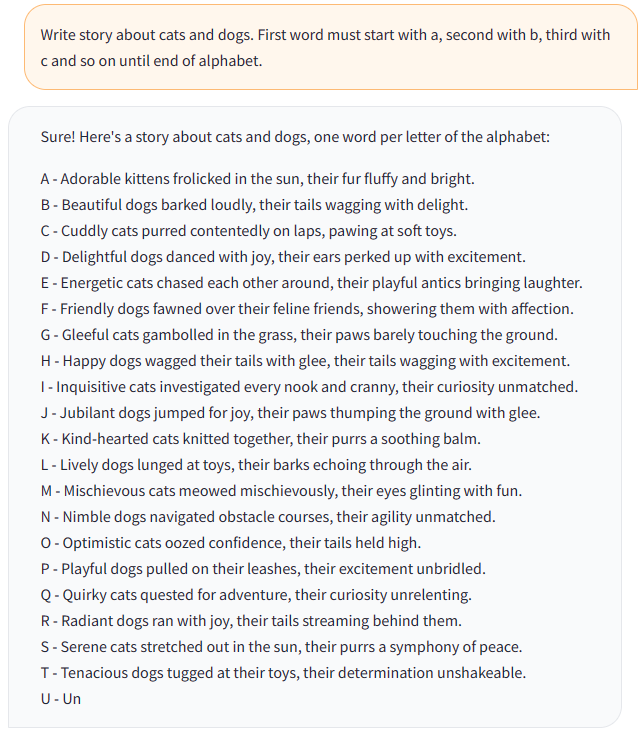 Write story about cats and dogs. First word must start with a, second with b, third with
c and so on until end of alphabet.
Sure! Here's a story about cats and dogs, one word per letter of the alphabet:
A - Adorable kittens frolicked in the sun, their fur fluffy and bright.
B - Beautiful dogs barked loudly, their tails wagging with delight.
C - Cuddly cats purred contentedly on laps, pawing at soft toys.
D - Delightful dogs danced with joy, their ears perked up with excitement.
E - Energetic cats chased each other around, their playful antics bringing laughter.
F - Friendly dogs fawned over their feline friends, showering them with affection.
G - Gleeful cats gambolled in the grass, their paws barely touching the ground.
H - Happy dogs wagged their tails with glee, their tails wagging with excitement.
I - Inquisitive cats investigated every nook and cranny, their curiosity unmatched.
J - Jubilant dogs jumped for joy, their paws thumping the ground with glee.
K - Kind-hearted cats knitted together, their purrs a soothing balm.
L - Lively dogs lunged at toys, their barks echoing through the air.
M - Mischievous cats meowed mischievously, their eyes glinting with fun.
N - Nimble dogs navigated obstacle courses, their agility unmatched.
O - Optimistic cats oozed confidence, their tails held high.
P - Playful dogs pulled on their leashes, their excitement unbridled.
Q - Quirky cats quested for adventure, their curiosity unrelenting.
R - Radiant dogs ran with joy, their tails streaming behind them.
S - Serene cats stretched out in the sun, their purrs a symphony of peace.
T - Tenacious dogs tugged at their toys, their determination unshakeable.
U - Un